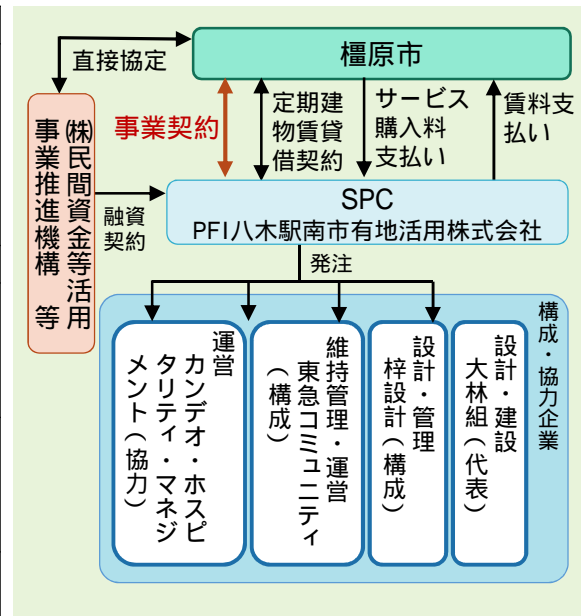 橿原市
直接協定
事業契約
定期建
物賃貸
借契約
サービス
購入料
支払い
賃料支
払い
㈱民間資金等活用
事業推進機構 等
融資
契約
SPC
PFI八木駅南市有地活用株式会社
発注
構成・協力企業
運営
カンデオ・ホスピ
タリティ・マネジ
メント（協力）
維持管理・運営
東急コミュニティ
（構成）
設計・管理
梓設計（構成）
設計・建設
大林組（代表）